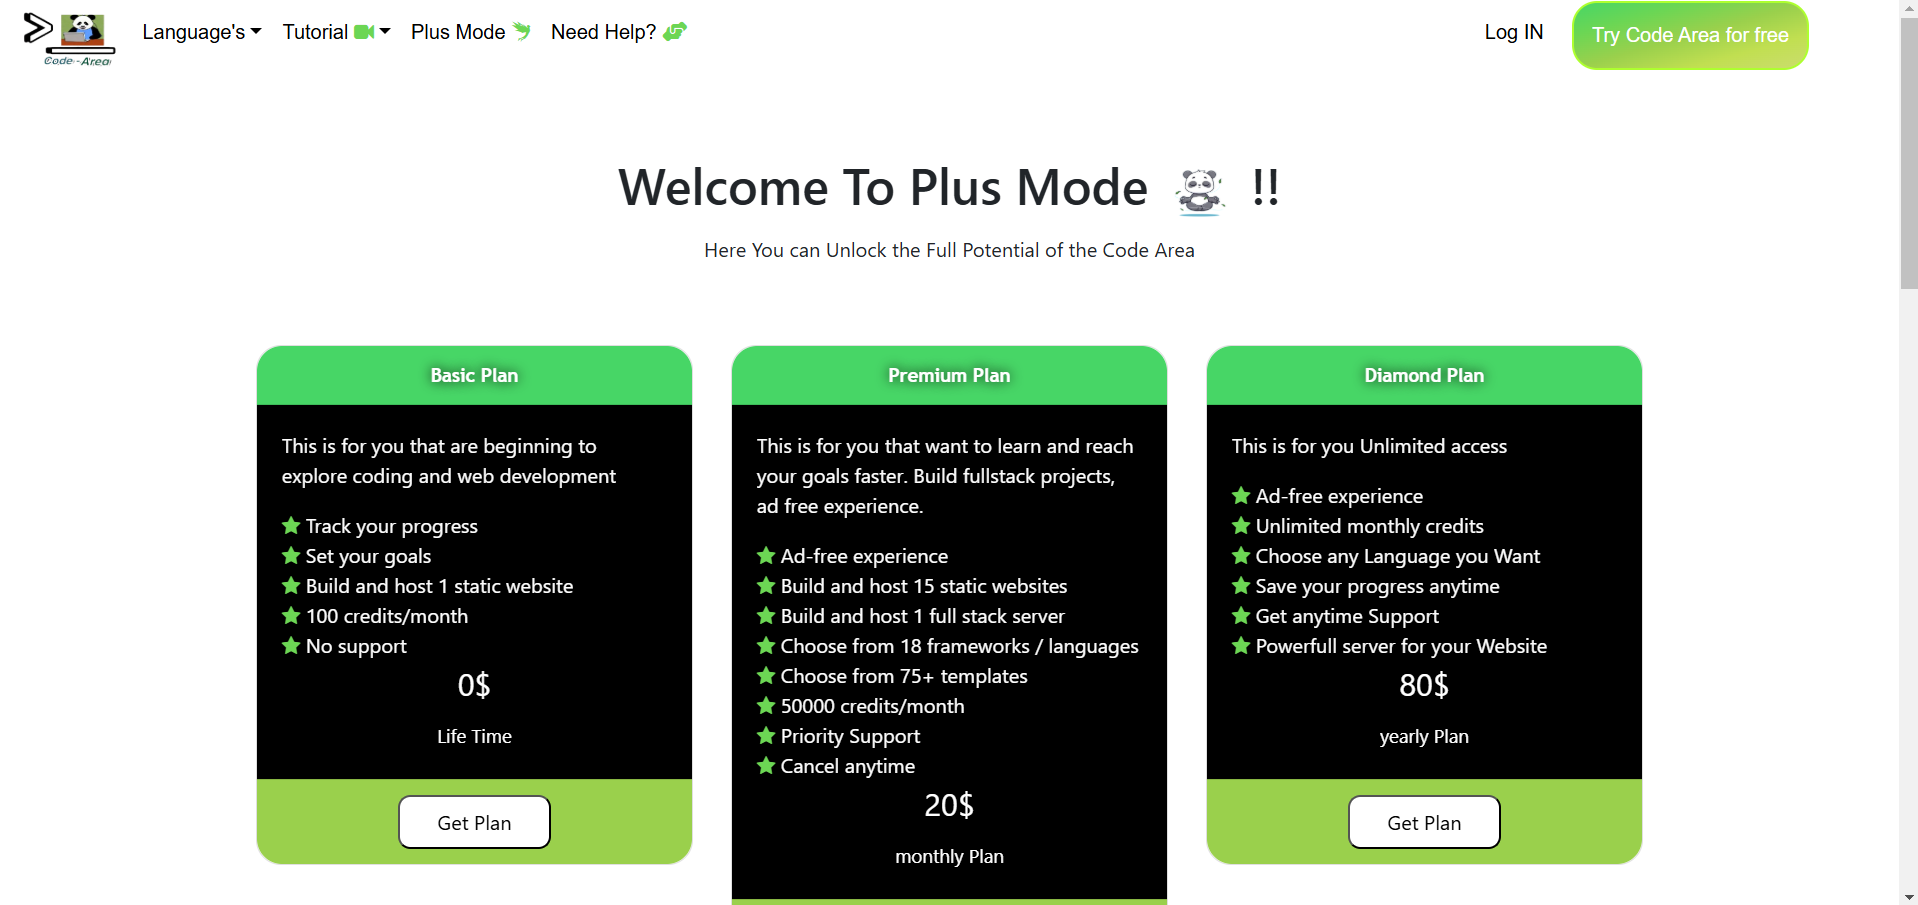 Code-Area
Language's
Tutorial
Plus Mode
Need Help?
Log IN
Try Code Area for free
Welcome To Plus Mode !!
Here You can Unlock the Full Potential of the Code Area
Basic Plan
This is for you that are beginning to
explore coding and web development
Track your progress
Set your goals
Build and host 1 static website
100 credits/month
No support
0$
Life Time
Get Plan
Premium Plan
This is for you that want to learn and reach
your goals faster. Build fullstack projects,
ad free experience.
Ad-free experience
Build and host 15 static websites
Build and host 1 full stack server
Choose from 18 frameworks / languages
Choose from 75+ templates
50000 credits/month
Priority Support
Cancel anytime
20$
monthly Plan
Diamond Plan
This is for you Unlimited access
Ad-free experience
Unlimited monthly credits
Choose any Language you Want
Save your progress anytime
Get anytime Support
Powerfull server for your Website
80$
yearly Plan
Get Plan